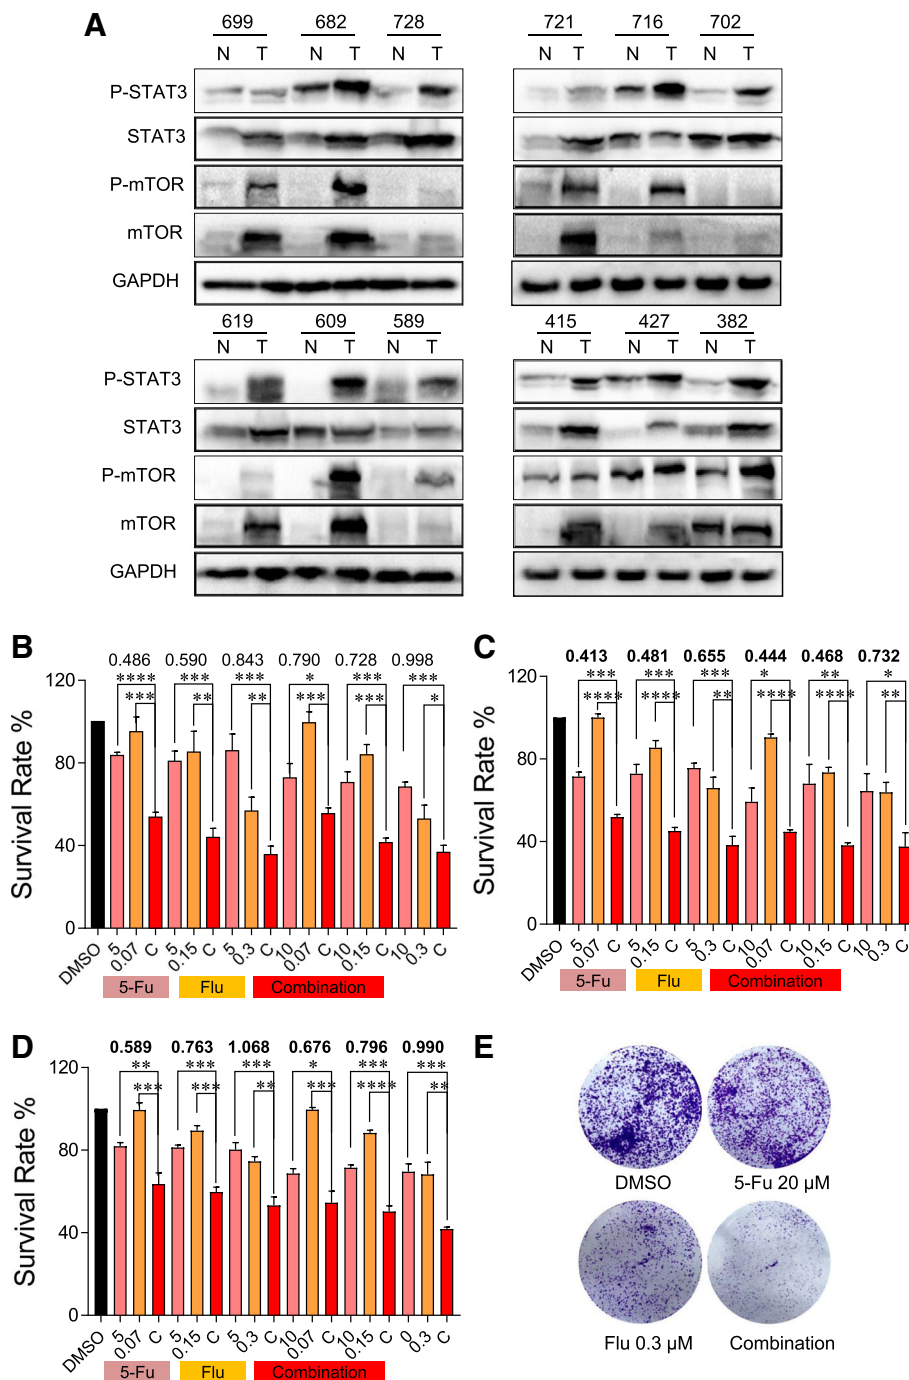 A
699 682 728 721 716 702
N T N T N T N T N T N T
P-STAT3
STAT3
P-mTOR
mTOR
GAPDH
619 609 589 415 427 382
N T N T N T N T N T N T
P-STAT3
STAT3
P-mTOR
mTOR
GAPDH
B
0.486 0.590 0.843 0.790 0.728 0.998
**** *** *** * *** ***
*** ** ** *** *** *
120
80
40
0
Survival Rate %
DMSO 5 0.07 C 5 0.15 C 5 0.3 C 10 0.07 C 10 0.15 C 10 0.3 C
5-Fu Flu Combination
C
0.413 0.481 0.655 0.444 0.468 0.732
*** *** *** * ** *
**** **** ** **** **** **
120
80
40
0
Survival Rate %
DMSO 5 0.07 C 5 0.15 C 5 0.3 C 10 0.07 C 10 0.15 C 10 0.3 C
5-Fu Flu Combination
D
0.589 0.763 1.068 0.676 0.796 0.990
** *** *** * *** ***
*** *** ** *** **** **
120
80
40
0
Survival Rate %
DMSO 5 0.07 C 5 0.15 C 5 0.3 C 10 0.07 C 10 0.15 C 0 0.3 C
5-Fu Flu Combination
E
DMSO 5-Fu 20 μM
Flu 0.3 μM Combination